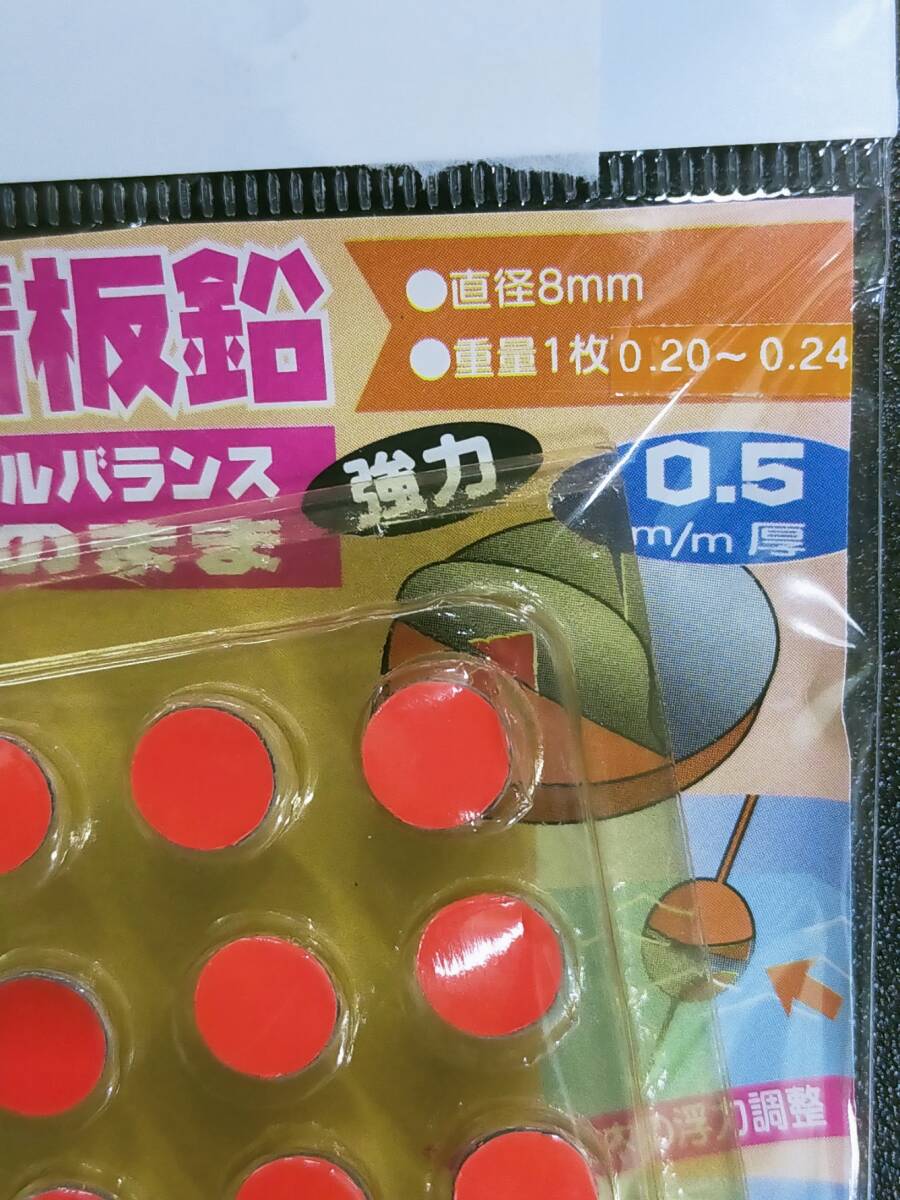 板鉛
●直径8mm
●重量1枚0.20～0.24
ルバランス
のまま
強力
0.5
m/m 厚
の浮力調整